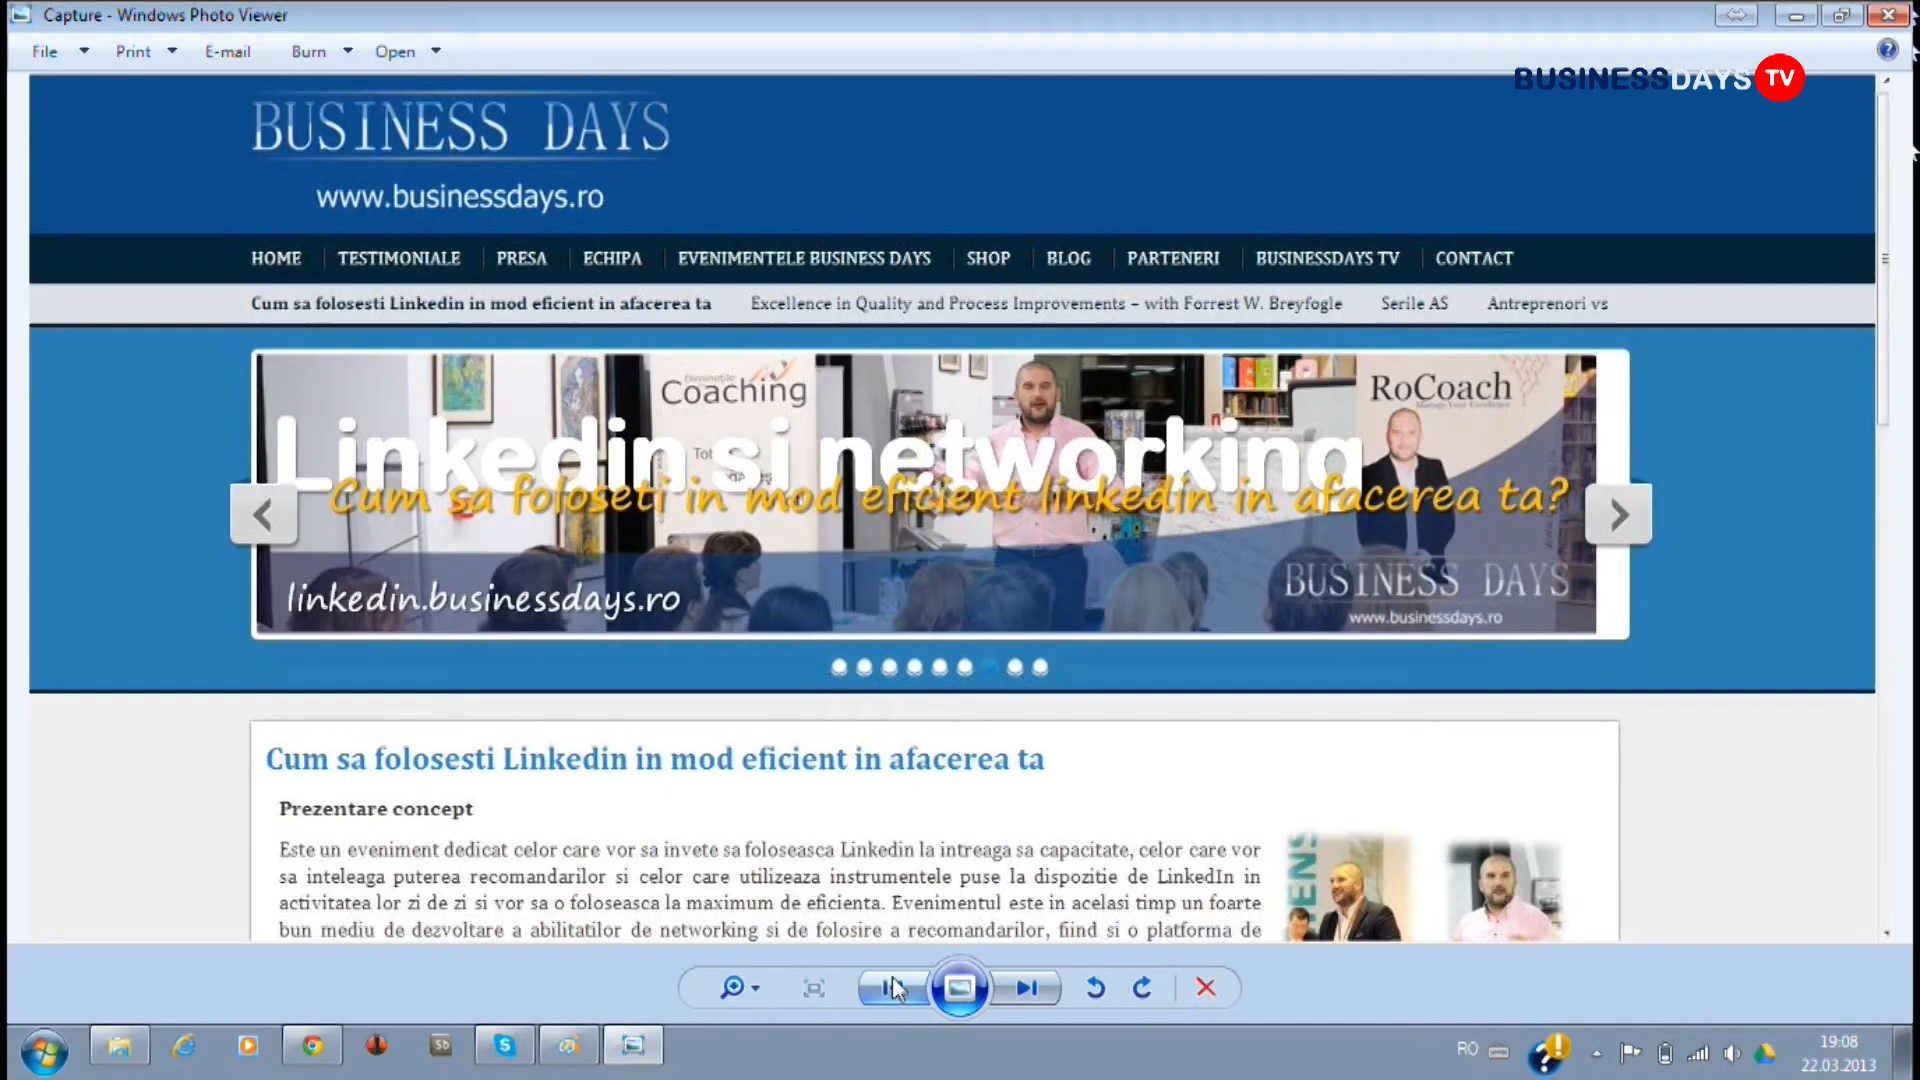 Capture - Windows Photo Viewer
File Print E-mail Burn Open
BUSINESSDAYS TV
BUSINESS DAYS
www.businessdays.ro
HOME TESTIMONIALE PRESA ECHIPA EVENIMENTELE BUSINESS DAYS SHOP BLOG PARTENERI BUSINESSDAYS TV CONTACT
Cum sa folosesti Linkedin in mod eficient in afacerea ta Excellence in Quality and Process Improvements – with Forrest W. Breyfogle Serile AS Antreprenori vs
Coaching
RoCoach
Linkedin si networking
Cum sa foloseti in mod eficient linkedin in afacerea ta?
linkedin.businessdays.ro
BUSINESS DAYS
www.businessdays.ro
Cum sa folosesti Linkedin in mod eficient in afacerea ta
Prezentare concept
Este un eveniment dedicat celor care vor sa invete sa foloseasca Linkedin la intreaga sa capacitate, celor care vor
sa inteleaga puterea recomandarilor si celor care utilizeaza instrumentele puse la dispozitie de LinkedIn in
activitatea lor zi de zi si vor sa o foloseasca la maximum de eficienta. Evenimentul este in acelasi timp un foarte
bun mediu de dezvoltare a abilitatilor de networking si de folosire a recomandarilor, fiind si o platforma de
Sb
RO
19:08
22.03.2013